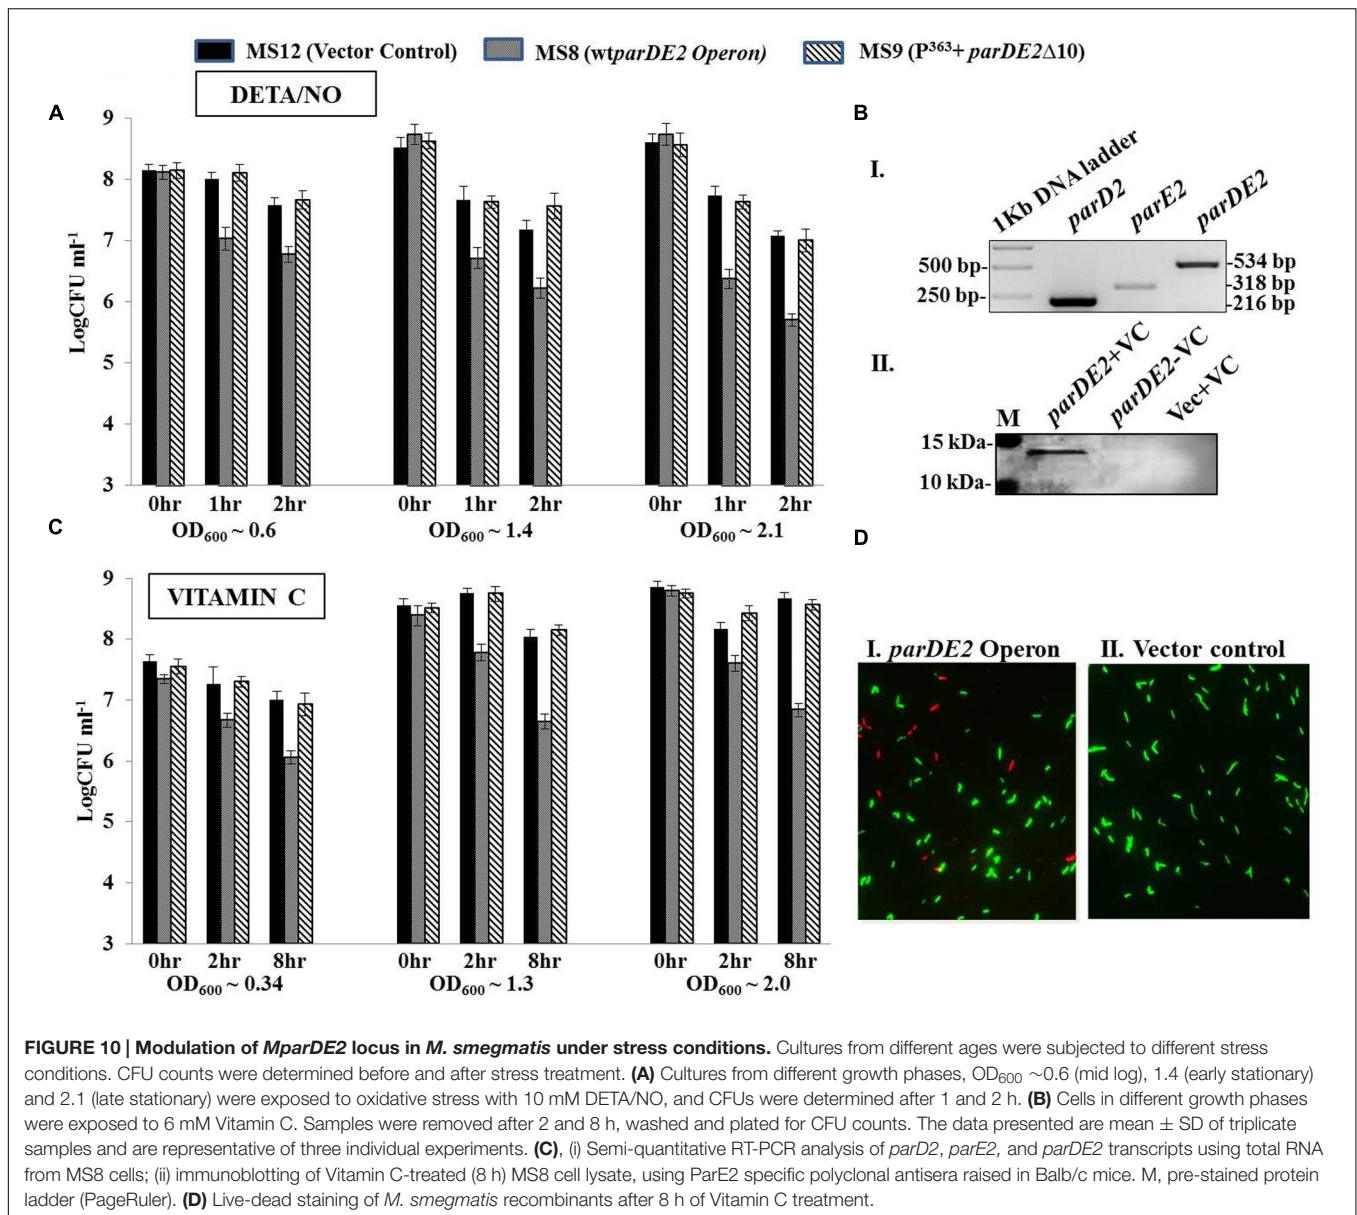 MS12 (Vector Control) MS8 (wtparDE2 Operon) MS9 (P³⁶³+ parDE2Δ10)
A
DETA/NO
LogCFU ml⁻¹
9
8
7
6
5
4
3
0hr 1hr 2hr 0hr 1hr 2hr 0hr 1hr 2hr
OD₆₀₀ ~ 0.6 OD₆₀₀ ~ 1.4 OD₆₀₀ ~ 2.1
B
I.
1Kb DNA ladder parD2 parE2 parDE2
500 bp-
250 bp-
-534 bp
-318 bp
-216 bp
II.
M parDE2+VC parDE2-VC Vec+VC
15 kDa-
10 kDa-
C
VITAMIN C
LogCFU ml⁻¹
9
8
7
6
5
4
3
0hr 2hr 8hr 0hr 2hr 8hr 0hr 2hr 8hr
OD₆₀₀ ~ 0.34 OD₆₀₀ ~ 1.3 OD₆₀₀ ~ 2.0
D
I. parDE2 Operon II. Vector control
FIGURE 10 | Modulation of MparDE2 locus in M. smegmatis under stress conditions. Cultures from different ages were subjected to different stress
conditions. CFU counts were determined before and after stress treatment. (A) Cultures from different growth phases, OD₆₀₀ ~0.6 (mid log), 1.4 (early stationary)
and 2.1 (late stationary) were exposed to oxidative stress with 10 mM DETA/NO, and CFUs were determined after 1 and 2 h. (B) Cells in different growth phases
were exposed to 6 mM Vitamin C. Samples were removed after 2 and 8 h, washed and plated for CFU counts. The data presented are mean ± SD of triplicate
samples and are representative of three individual experiments. (C), (i) Semi-quantitative RT-PCR analysis of parD2, parE2, and parDE2 transcripts using total RNA
from MS8 cells; (ii) immunoblotting of Vitamin C-treated (8 h) MS8 cell lysate, using ParE2 specific polyclonal antisera raised in Balb/c mice. M, pre-stained protein
ladder (PageRuler). (D) Live-dead staining of M. smegmatis recombinants after 8 h of Vitamin C treatment.